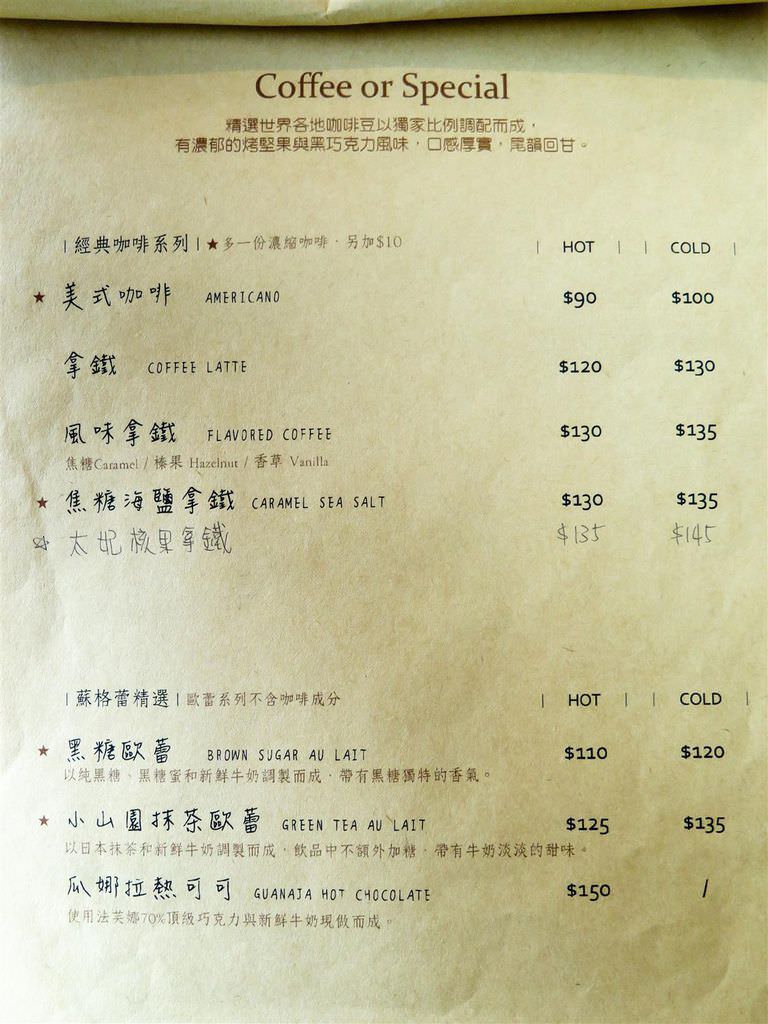 Coffee or Special
精選世界各地咖啡豆以獨家比例調配而成，
有濃郁的烤堅果與黑巧克力風味，口感厚實，尾韻回甘。
| 經典咖啡系列 | ★多一份濃縮咖啡，另加$10 | HOT | | COLD |
★ 美式咖啡 AMERICANO $90 $100
拿鐵 COFFEE LATTE $120 $130
風味拿鐵 FLAVORED COFFEE $130 $135
焦糖Caramel / 榛果 Hazelnut / 香草 Vanilla
★ 焦糖海鹽拿鐵 CARAMEL SEA SALT $130 $135
☆ 太妃核果拿鐵 $135 $145
| 蘇格蕾精選 | 歐蕾系列不含咖啡成分 | HOT | | COLD |
★ 黑糖歐蕾 BROWN SUGAR AU LAIT $110 $120
以純黑糖、黑糖蜜和新鮮牛奶調製而成，帶有黑糖獨特的香氣。
★ 小山園抹茶歐蕾 GREEN TEA AU LAIT $125 $135
以日本抹茶和新鮮牛奶調製而成，飲品中不額外加糖，帶有牛奶淡淡的甜味。
瓜娜拉熱可可 GUANAJA HOT CHOCOLATE $150 /
使用法芙娜70%頂級巧克力與新鮮牛奶現做而成。